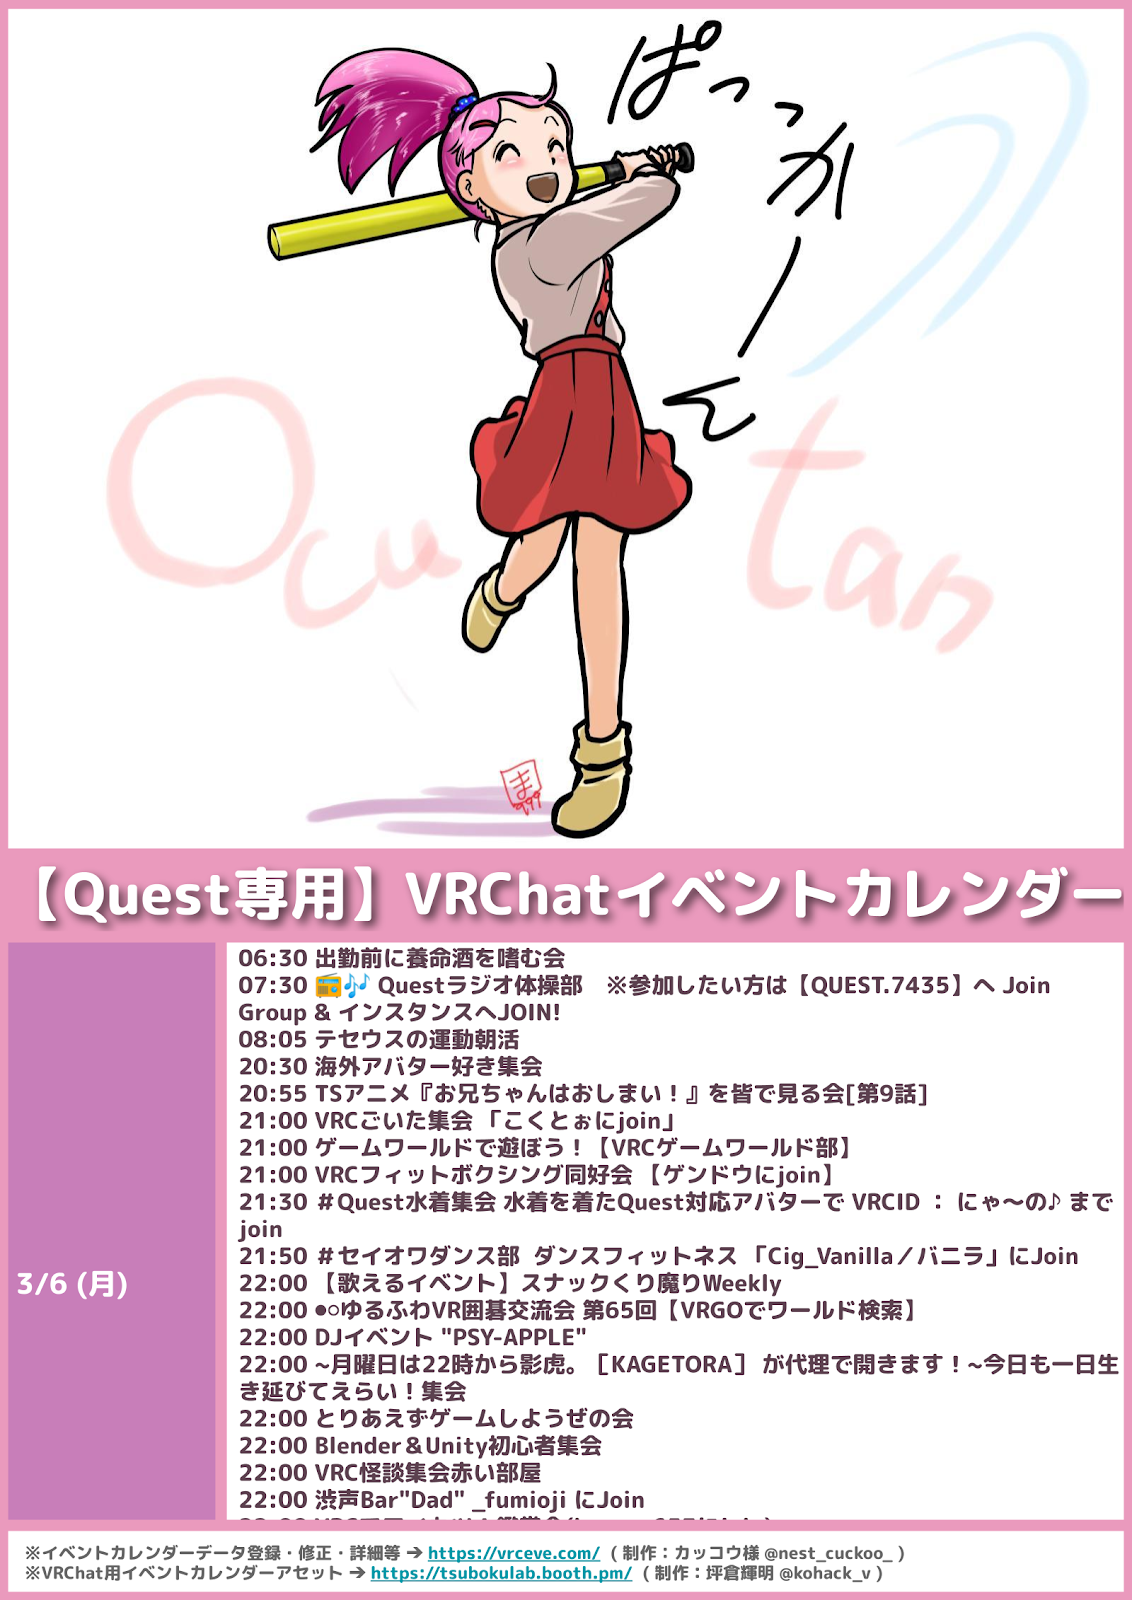 ぱっっかーーん
Ocu tan
ま
999
【Quest専用】VRChatイベントカレンダー
3/6 (月)
06:30 出勤前に養命酒を嗜む会
07:30 📻🎶 Questラジオ体操部　※参加したい方は【QUEST.7435】へ Join
Group & インスタンスへJOIN!
08:05 テセウスの運動朝活
20:30 海外アバター好き集会
20:55 TSアニメ『お兄ちゃんはおしまい！』を皆で見る会[第9話]
21:00 VRCごいた集会 「こくとぉにjoin」
21:00 ゲームワールドで遊ぼう！【VRCゲームワールド部】
21:00 VRCフィットボクシング同好会 【ゲンドウにjoin】
21:30 ＃Quest水着集会 水着を着たQuest対応アバターで VRCID ： にゃ～の♪ まで
join
21:50 ＃セイオワダンス部 ダンスフィットネス 「Cig_Vanilla／バニラ」にJoin
22:00 【歌えるイベント】スナックくり魔りWeekly
22:00 ⚫︎○ゆるふわVR囲碁交流会 第65回【VRGOでワールド検索】
22:00 DJイベント "PSY-APPLE"
22:00 ~月曜日は22時から影虎。［KAGETORA］ が代理で開きます！~今日も一日生
き延びてえらい！集会
22:00 とりあえずゲームしようぜの会
22:00 Blender＆Unity初心者集会
22:00 VRC怪談集会赤い部屋
22:00 渋声Bar"Dad" _fumioji にJoin
※イベントカレンダーデータ登録・修正・詳細等 ➔ https://vrceve.com/ （ 制作：カッコウ様 @nest_cuckoo_ ）
※VRChat用イベントカレンダーアセット ➔ https://tsubokulab.booth.pm/ （ 制作：坪倉輝明 @kohack_v ）